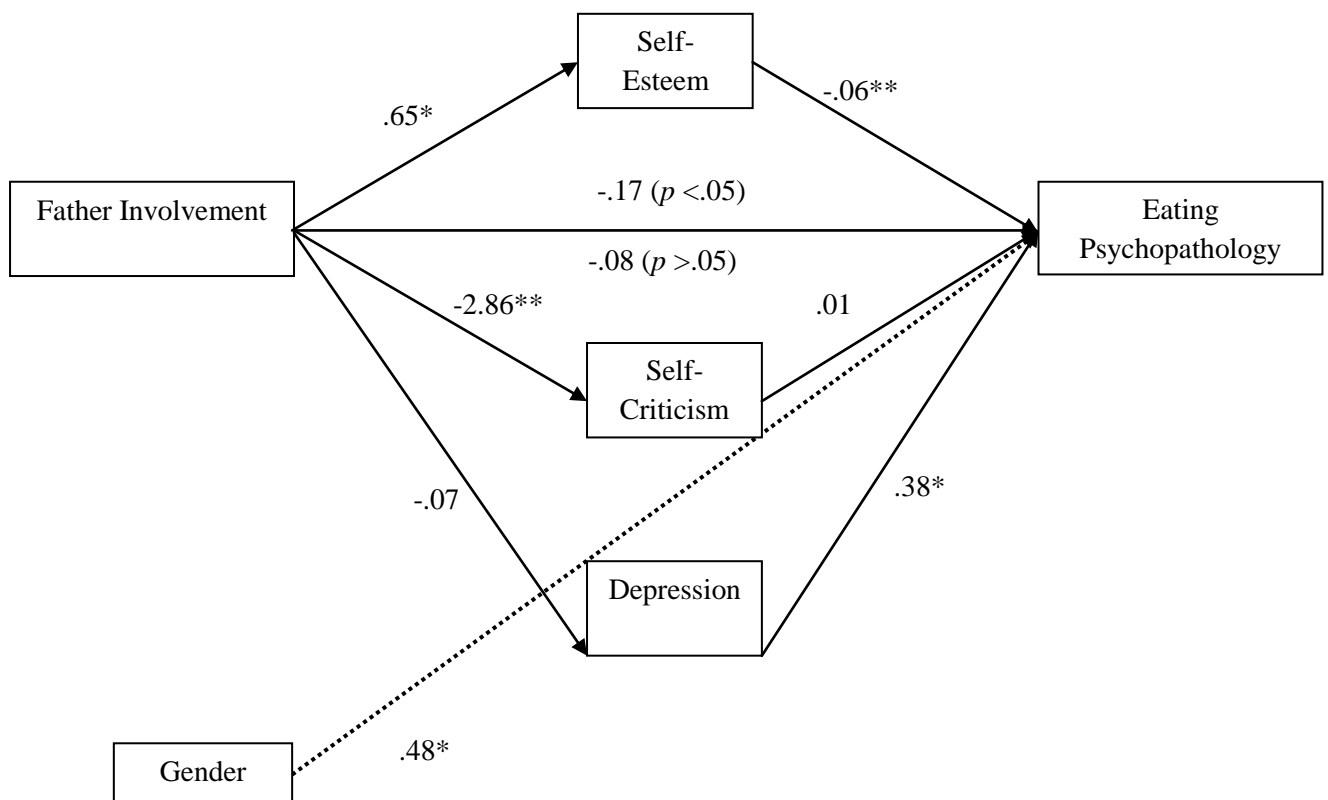 Self-
Esteem
-.06**
.65*
-.17 (p <.05)
Father Involvement
Eating
Psychopathology
-.08 (p >.05)
-2.86**
.01
Self-
Criticism
-.07
.38*
Depression
.48*
Gender